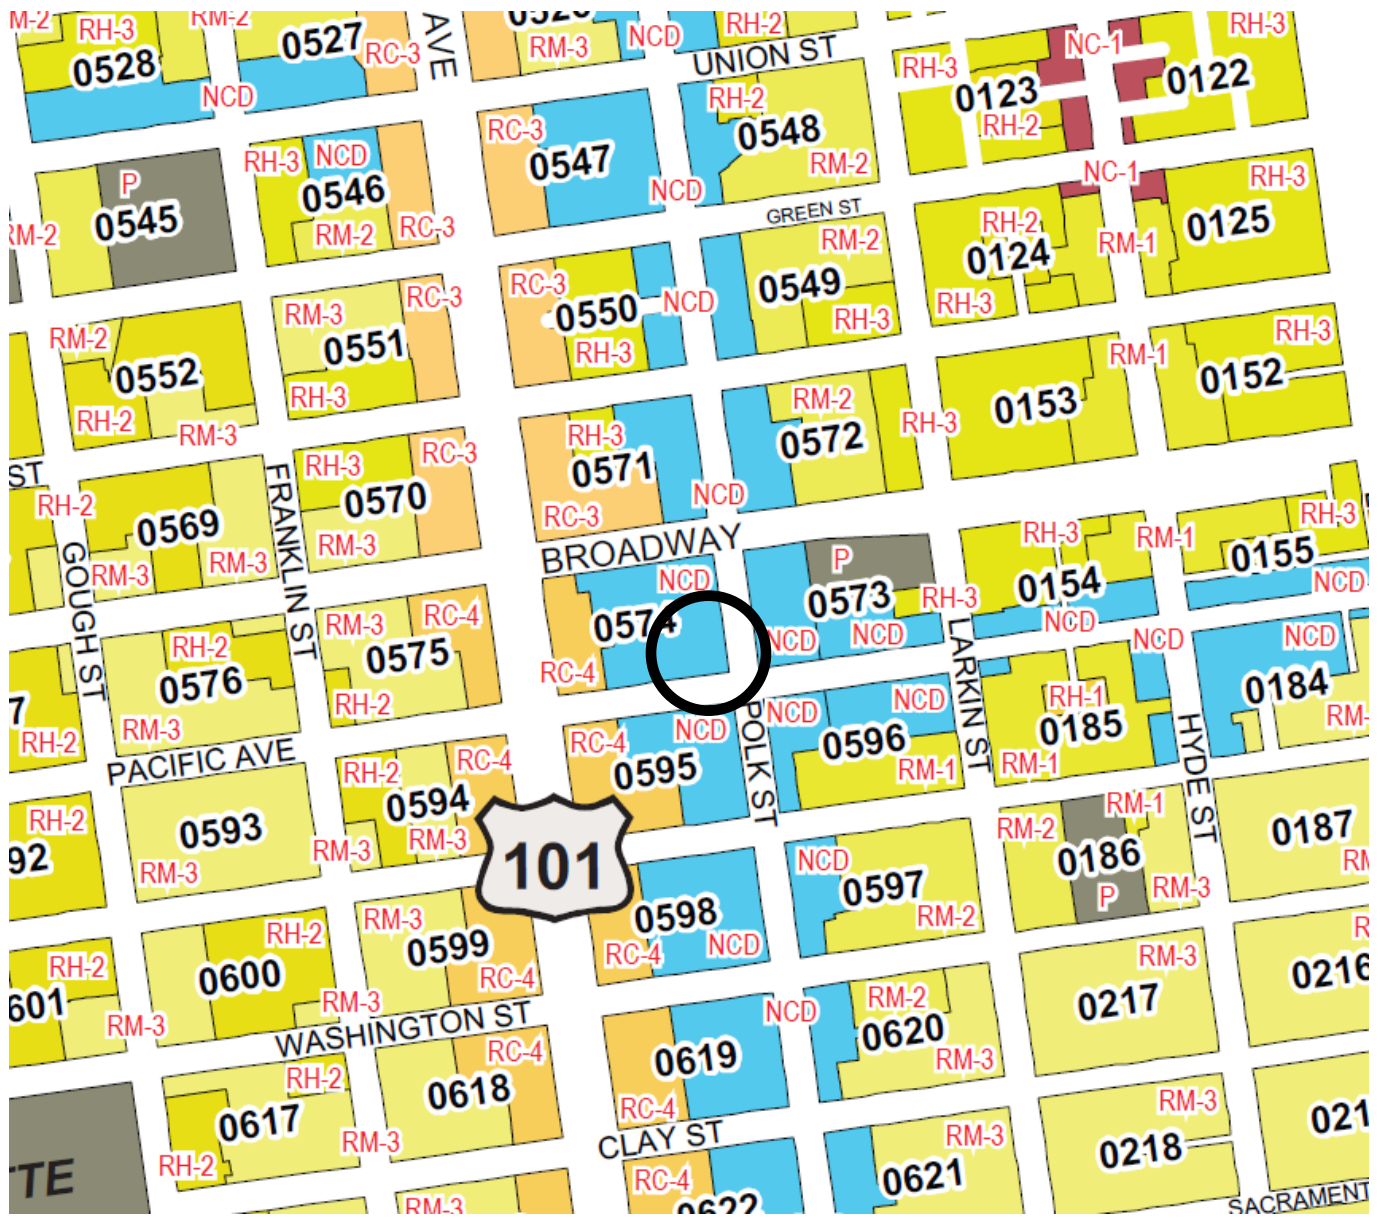 M-2
RH-3
0528
RM-2
NCD
0527
RC-3
AVE
RM-3
NCD
RH-2
UNION ST
RH-3
0123
RH-2
NC-1
0122
RH-3
P
0545
RM-2
RH-3
NCD
0546
RM-2
RC-3
RC-3
0547
NCD
RH-2
0548
RM-2
GREEN ST
NC-1
RH-3
0125
RH-2
0124
RH-3
RM-1
RM-2
0552
RH-2
RM-3
RM-3
0551
RH-3
RC-3
RC-3
0550
RH-3
NCD
RM-2
0549
RH-3
0153
RM-1
RH-3
0152
ST
RH-2
0569
RM-3
RM-3
GOUGH ST
FRANKLIN ST
RH-3
0570
RM-3
RC-3
RH-3
0571
RC-3
NCD
RM-2
0572
RH-3
BROADWAY
NCD
0574
RC-4
P
0573
NCD
NCD
RH-3
RH-3
0154
NCD
RM-1
RH-3
0155
NCD
7
RH-2
RH-2
0576
RM-3
RM-3
0575
RH-2
RC-4
PACIFIC AVE
LARKIN ST
POLK ST
HYDE ST
RC-4
NCD
0595
NCD
NCD
0596
RM-1
RH-1
0185
RM-1
NCD
NCD
0184
RM-
RH-2
92
0593
RM-3
RH-2
0594
RM-3
RM-3
RC-4
101
NCD
0597
RM-2
RM-2
RM-1
0186
P
RM-3
0187
RH-2
601
RM-3
RH-2
0600
RM-3
RM-3
0599
RC-4
0598
RC-4
NCD
RM-3
0217
0216
WASHINGTON ST
RH-2
0617
RH-2
RM-3
RC-4
0618
0619
RC-4
NCD
RM-2
0620
RM-3
RM-3
0218
021
CLAY ST
TTE
RM-3
RC-4
0622
RM-3
0621
SACRAMENT